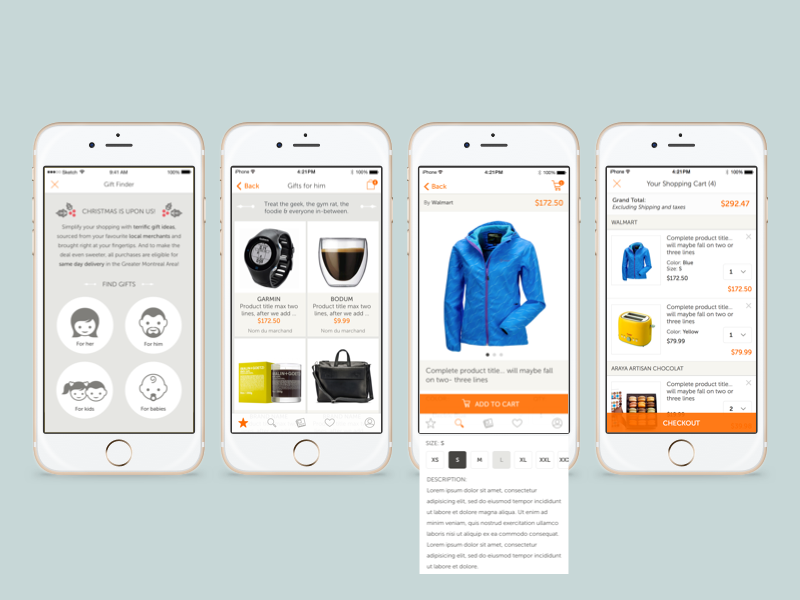 Sketch
4:21 AM
100%
Gift Finder
CHRISTMAS IS UPON US!
Simplify your shopping with terrific gift ideas,
sourced from your favourite local merchants and
brought right at your fingertips. And to make the
deal even sweeter, all purchases are eligible for
same day delivery in the Greater Montreal Area!
FIND GIFTS
For her
For him
For kids
For babies
iPhone
4:21PM
100%
Back
Gifts for him
Treat the geek, the gym rat, the
foodie & everyone in-between.
GARMIN
Product title max two
lines, after we add ...
$172.50
Nom du marchand
BODUM
Product title max two
lines, after we add ...
$9.99
Nom du marchand
MALIN+GOETZ
iPhone
4:21PM
100%
Back
By Walmart
$172.50
Complete product title... will maybe fall
on two- three lines
ADD TO CART
SIZE: S
XS
S
M
L
XL
XXL
XXC
DESCRIPTION:
Lorem ipsum dolor sit amet, consectetur
adipisicing elit, sed do eiusmod tempor incididunt
ut labore et dolore magna aliqua. Ut enim ad
minim veniam, quis nostrud exercitation ullamco
laboris nisi ut aliquip ex ea commodo consequat.
Lorem ipsum dolor sit amet, consectetur
adipisicing elit, sed do eiusmod tempor incididunt
ut labore et dolore.
iPhone
4:21PM
100%
Your Shopping Cart (4)
Grand Total:
Excluding Shipping and taxes
$292.47
WALMART
Complete product title...
will maybe fall on two or
three lines
Color: Blue
Size: S
$172.50
1
$172.50
Complete product title...
will maybe fall on two or
three lines
Color: Yellow
$79.99
1
$79.99
ARAYA ARTISAN CHOCOLAT
Complete product title...
will maybe fall on two or
three lines
2
CHECKOUT